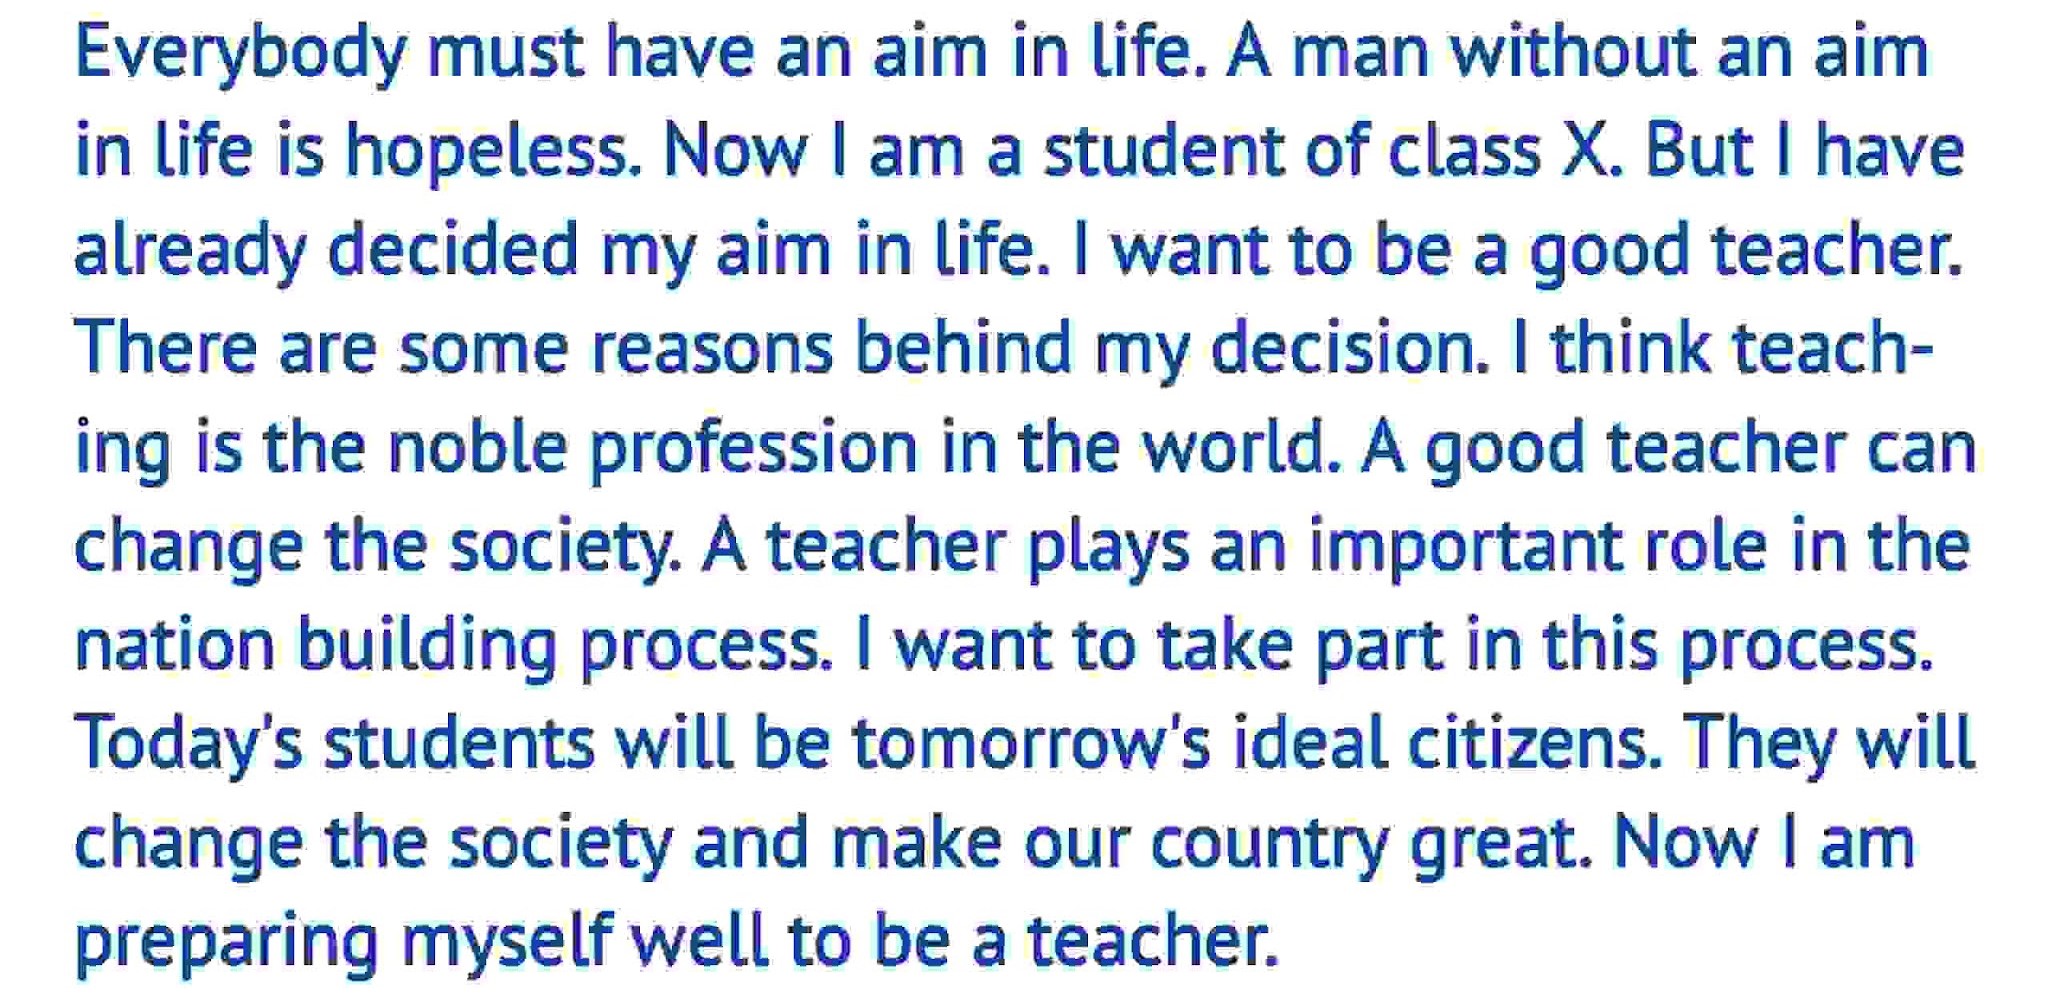 Everybody must have an aim in life. A man without an aim
in life is hopeless. Now I am a student of class X. But I have
already decided my aim in life. I want to be a good teacher.
There are some reasons behind my decision. I think teach-
ing is the noble profession in the world. A good teacher can
change the society. A teacher plays an important role in the
nation building process. I want to take part in this process.
Today's students will be tomorrow's ideal citizens. They will
change the society and make our country great. Now I am
preparing myself well to be a teacher.